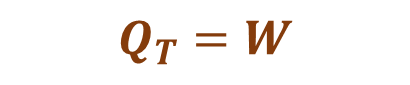 Q_T = W